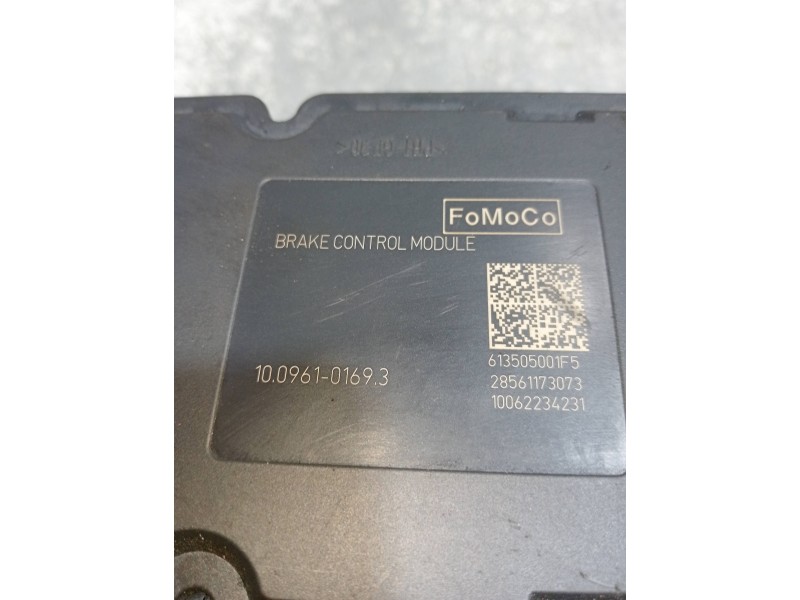 FoMoCo
BRAKE CONTROL MODULE
613505001F5
10.0961-0169.3
28561173073
10062234231